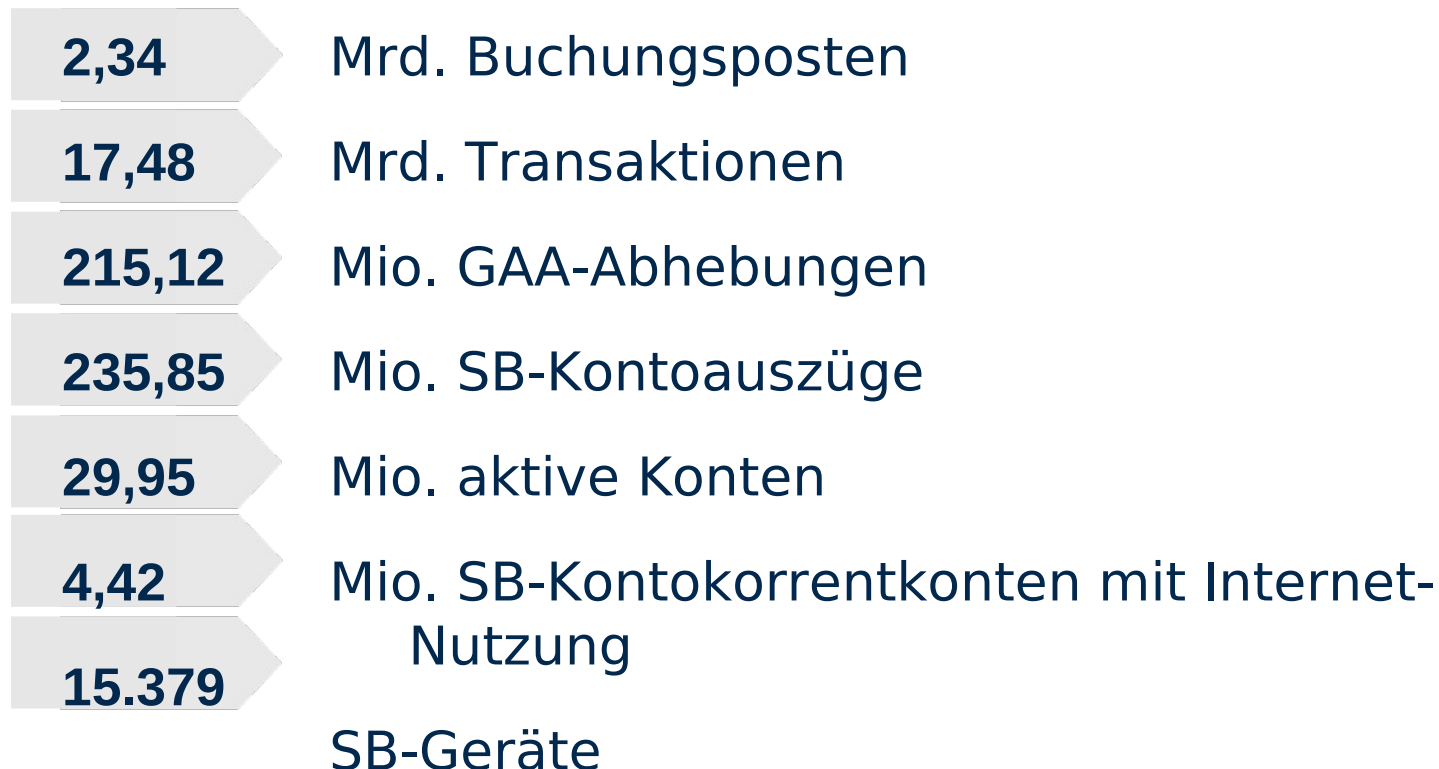 2,34 Mrd. Buchungsposten
17,48 Mrd. Transaktionen
215,12 Mio. GAA-Abhebungen
235,85 Mio. SB-Kontoauszüge
29,95 Mio. aktive Konten
4,42 Mio. SB-Kontokorrentkonten mit Internet-
Nutzung
15.379
SB-Geräte